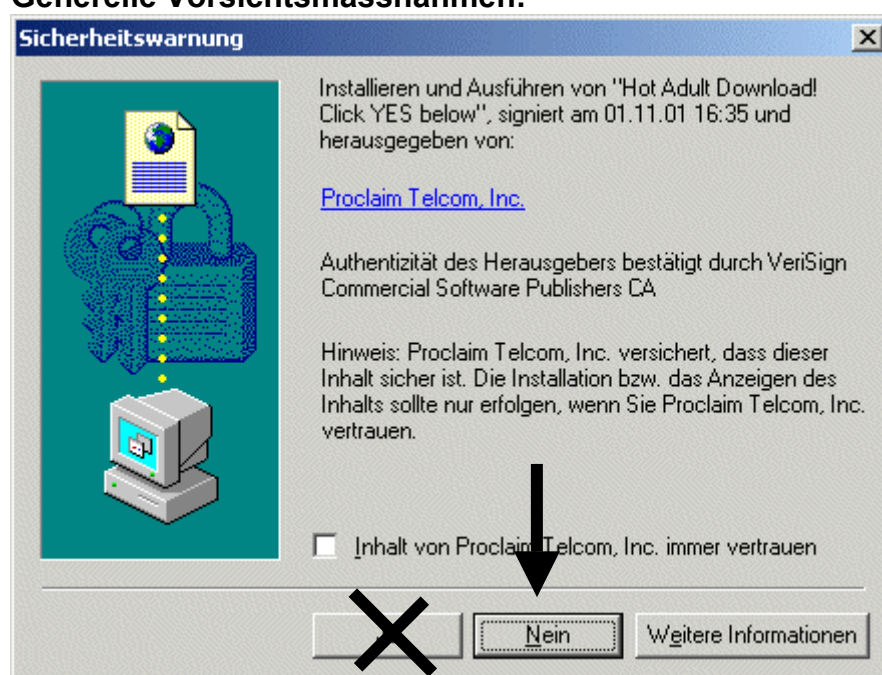 Generelle Vorsichtsmassnahmen:
Sicherheitswarnung
Installieren und Ausführen von "Hot Adult Download!
Click YES below", signiert am 01.11.01 16:35 und
herausgegeben von:
Proclaim Telcom, Inc.
Authentizität des Herausgebers bestätigt durch VeriSign
Commercial Software Publishers CA
Hinweis: Proclaim Telcom, Inc. versichert, dass dieser
Inhalt sicher ist. Die Installation bzw. das Anzeigen des
Inhalts sollte nur erfolgen, wenn Sie Proclaim Telcom, Inc.
vertrauen.
Inhalt von Proclaim Telcom, Inc. immer vertrauen
Nein Weitere Informationen